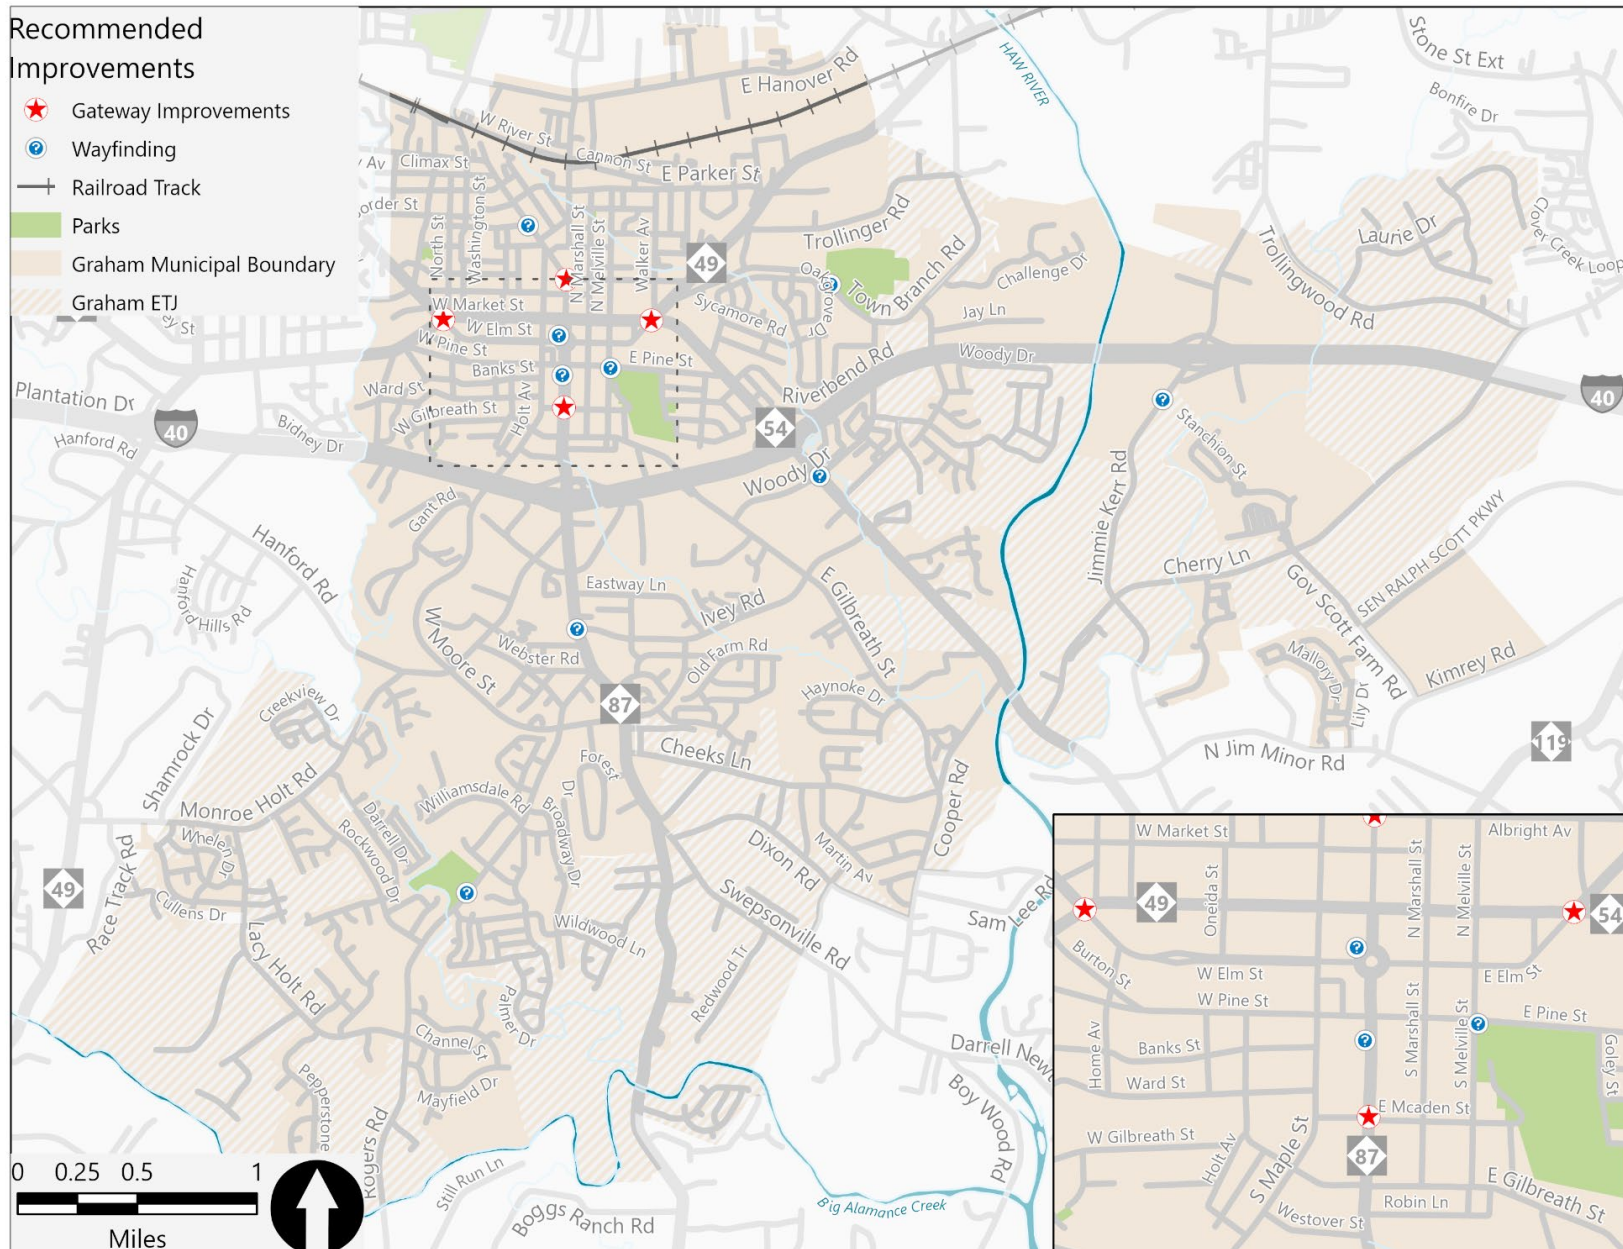 Recommended
Improvements
Gateway Improvements
Wayfinding
Railroad Track
Parks
Graham Municipal Boundary
Graham ETJ
HAW RIVER
Stone St Ext
Bonfire Dr
E Hanover Rd
W River St
Cannon St
E Parker St
Av
Climax St
Washington St
North St
N Marshall St
N Melville St
Walker Av
49
Trollinger Rd
Oakgrove Dr
Town Branch Rd
Challenge Dr
Jay Ln
Laurie Dr
Clover Creek Loop
Trollingwood Rd
W Market St
W Elm St
W Pine St
Sycamore Rd
E Pine St
Banks St
Ward St
W Gilbreath St
Holt Av
Riverbend Rd
Woody Dr
Plantation Dr
40
Hanford Rd
Bidney Dr
54
Woody Dr
40
Stanchion St
Jimmie Kerr Rd
Gant Rd
Hanford Rd
Hanford Hills Rd
Eastway Ln
Ivey Rd
E Gilbreath St
Cherry Ln
Gov Scott Farm Rd
SEN RALPH SCOTT PKWY
W Moore St
Webster Rd
Old Farm Rd
Haynoke Dr
Mallory Dr
Lily Dr
Kimrey Rd
87
Creekview Dr
Shamrock Dr
Monroe Holt Rd
Cheeks Ln
Forest Dr
N Jim Minor Rd
119
Whelen Dr
Darrell Dr
Rockwood Dr
Williamsdale Rd
Broadway Dr
Dixon Rd
Martin Av
Cooper Rd
49
Race Track Rd
Cullens Dr
Lacy Holt Rd
Wildwood Ln
Swepsonville Rd
Sam Lee Rd
Redwood Tr
Palmer Dr
Channel St
Mayfield Dr
Pepperstone
Rogers Rd
Still Run Ln
Boggs Ranch Rd
Big Alamance Creek
Boy Wood Rd
Darrell Newt
0 0.25 0.5 1
Miles
W Market St
Albright Av
49
Oneida St
N Marshall St
N Melville St
54
Burton St
W Elm St
E Elm St
W Pine St
E Pine St
Home Av
Banks St
S Marshall St
S Melville St
Goley St
Ward St
E Mcaden St
W Gilbreath St
Holt Av
S Maple St
87
E Gilbreath St
Robin Ln
Westover St